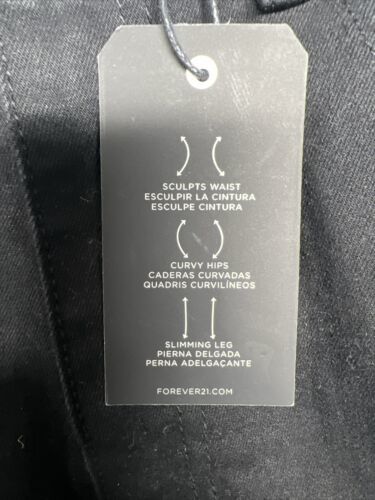 SCULPTS WAIST
ESCULPIR LA CINTURA
ESCULPE CINTURA
CURVY HIPS
CADERAS CURVADAS
QUADRIS CURVILÍNEOS
SLIMMING LEG
PIERNA DELGADA
PERNA ADELGAÇANTE
FOREVER21.COM